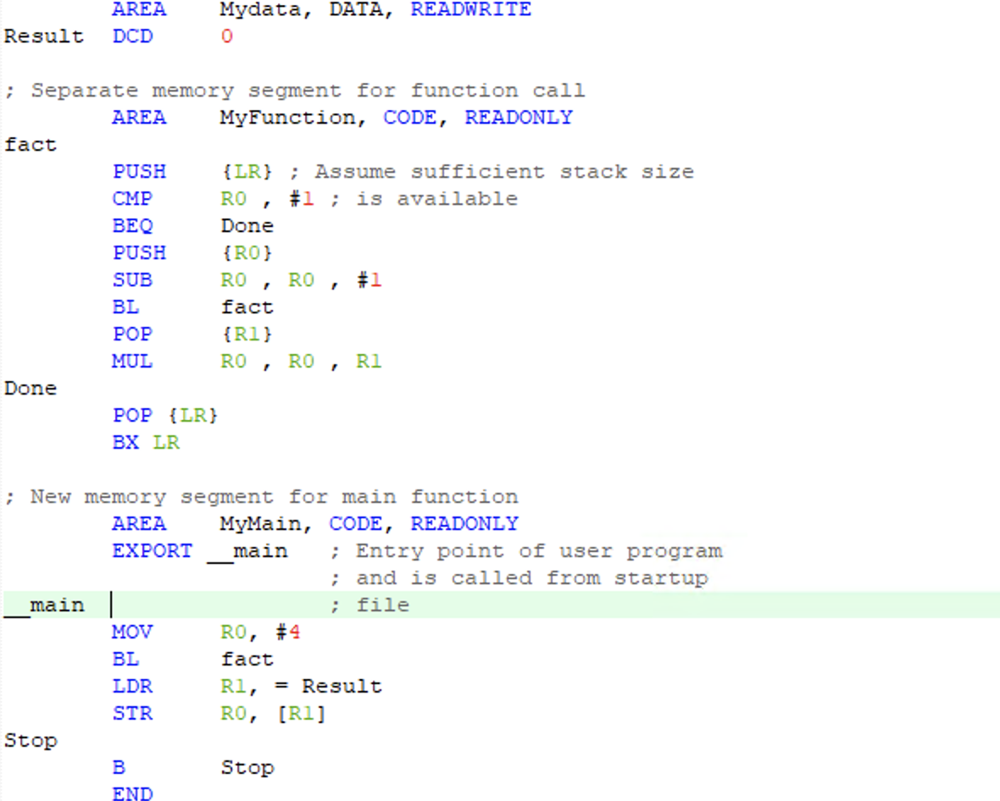 AREA Mydata, DATA, READWRITE
Result DCD 0
; Separate memory segment for function call
AREA MyFunction, CODE, READONLY
fact
PUSH {LR} ; Assume sufficient stack size
CMP R0 , #1 ; is available
BEQ Done
PUSH {R0}
SUB R0 , R0 , #1
BL fact
POP {R1}
MUL R0 , R0 , R1
Done
POP {LR}
BX LR
; New memory segment for main function
AREA MyMain, CODE, READONLY
EXPORT __main ; Entry point of user program
; and is called from startup
__main ; file
MOV R0, #4
BL fact
LDR R1, = Result
STR R0, [R1]
Stop
B Stop
END